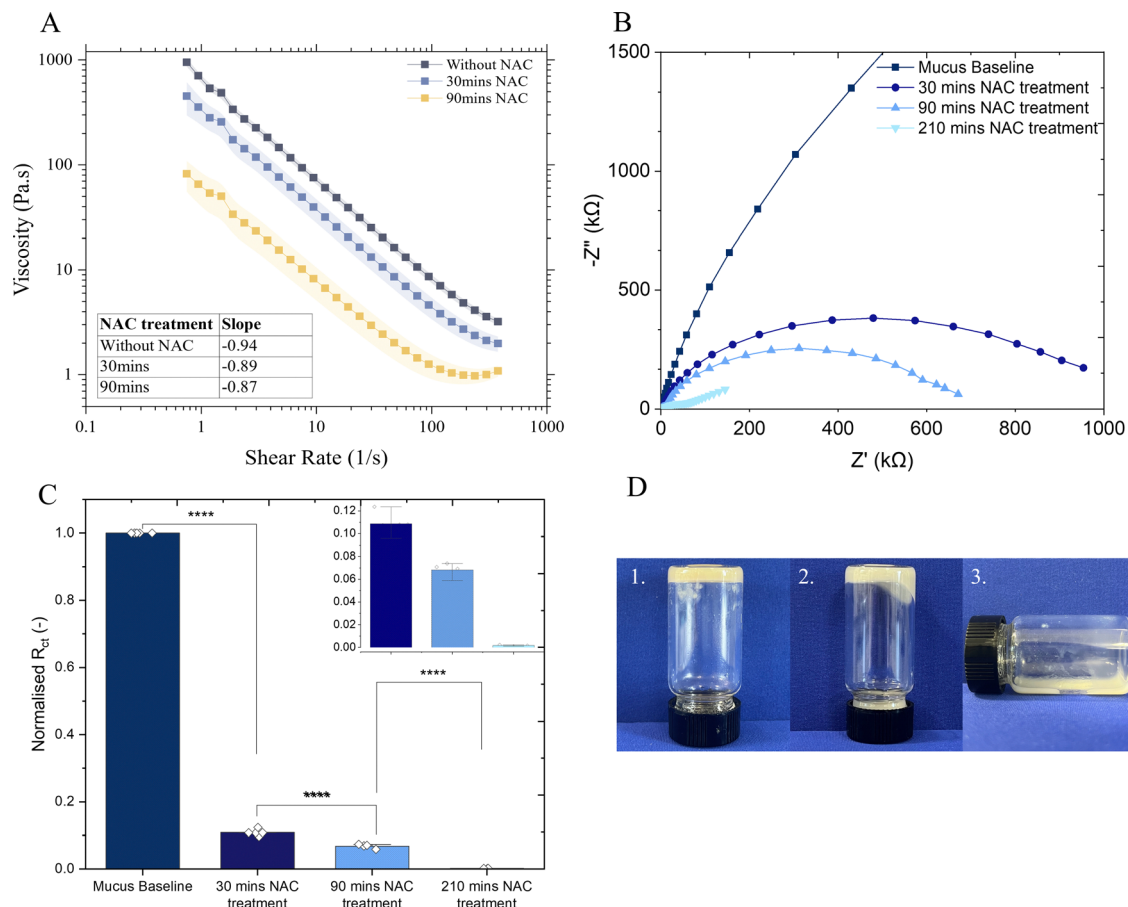 A
Viscosity (Pa.s)
1000
100
10
1
0.1
1
10
100
1000
Shear Rate (1/s)
Without NAC
30mins NAC
90mins NAC
NAC treatment Slope
Without NAC -0.94
30mins -0.89
90mins -0.87
B
-Z'' (kΩ)
1500
1000
500
0
0
200
400
600
800
1000
Z' (kΩ)
Mucus Baseline
30 mins NAC treatment
90 mins NAC treatment
210 mins NAC treatment
C
Normalised Rct (-)
1.0
0.8
0.6
0.4
0.2
0.0
****
****
****
0.12
0.10
0.08
0.06
0.04
0.02
0.00
Mucus Baseline
30 mins NAC
treatment
90 mins NAC
treatment
210 mins NAC
treatment
D
1.
2.
3.